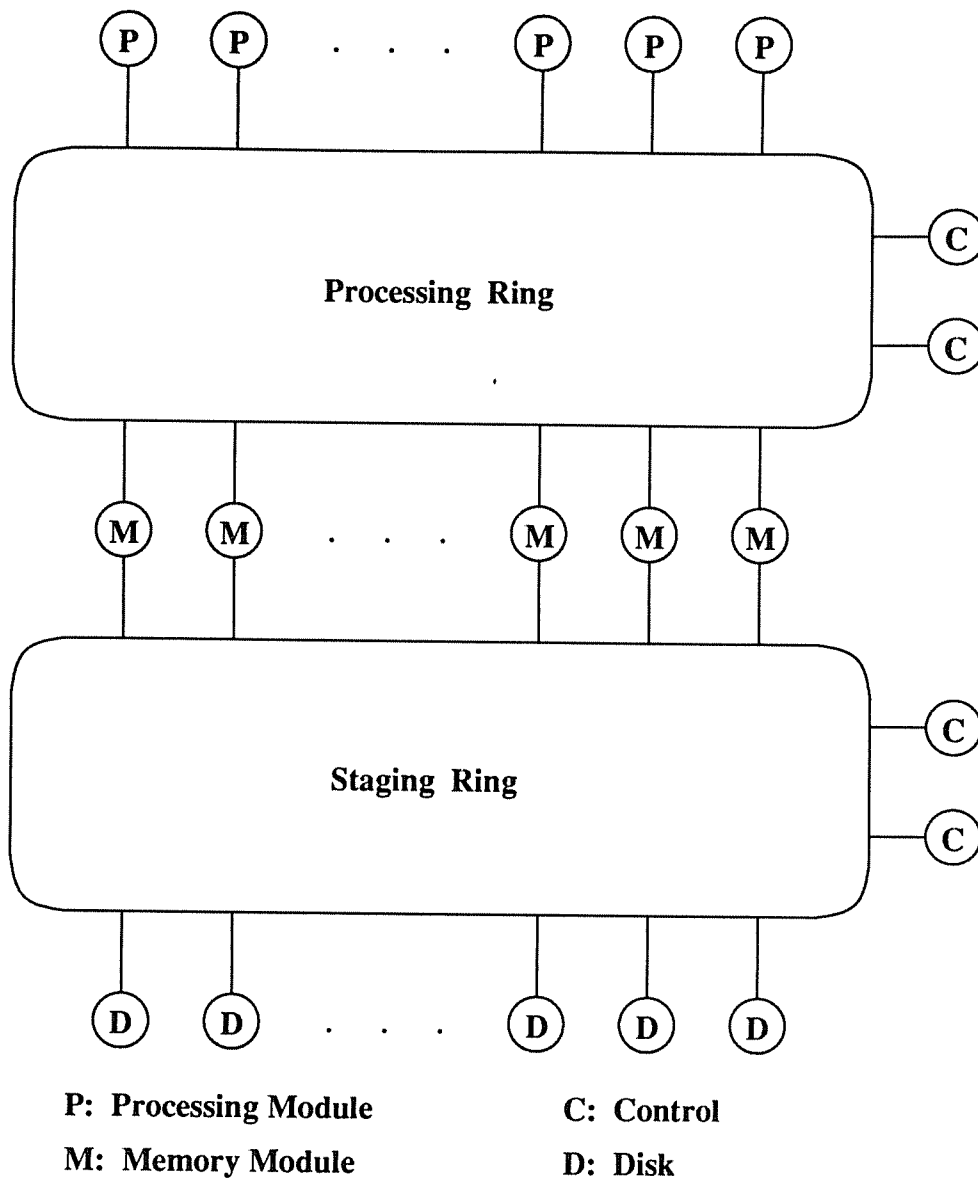 P P . . . P P P
C
Processing Ring
C
M M . . . M M M
C
Staging Ring
C
D D . . . D D D
P: Processing Module C: Control
M: Memory Module D: Disk